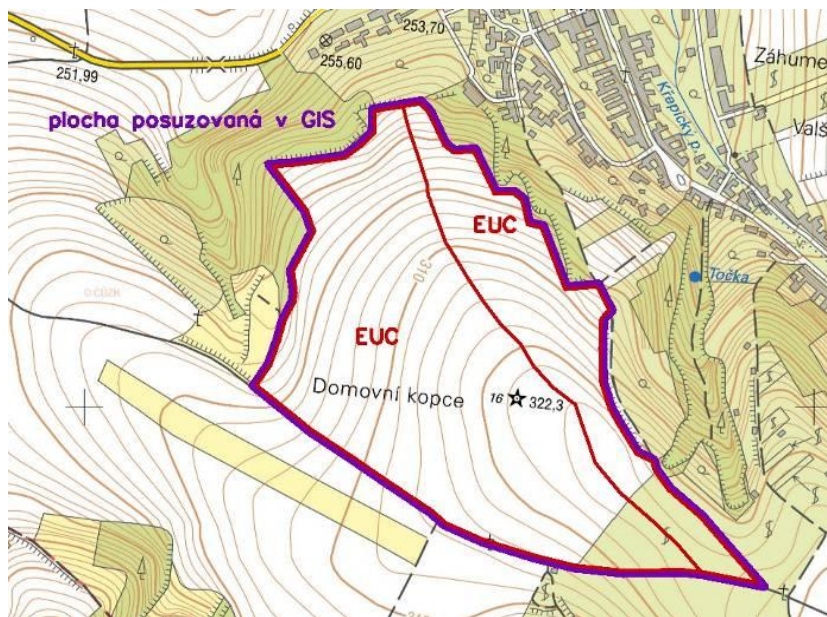 253,70
251,99
255.60
Záhume
plocha posuzovaná v GIS
Křepický p.
Valš
EUC
310
Točka
© ČÚZK
EUC
Domovní kopce
16 322,3